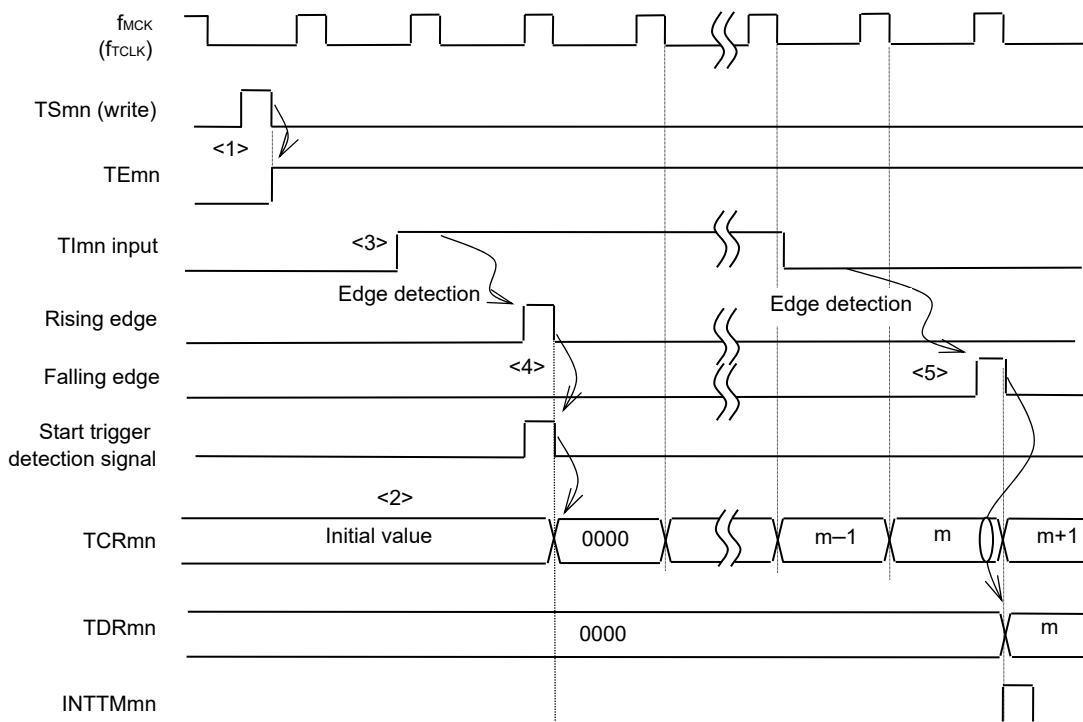 fMCK
(fTCLK)
TSmn (write)
<1>
TEmn
TImn input
<3>
Edge detection
Edge detection
Rising edge
<4>
<5>
Falling edge
Start trigger
detection signal
<2>
TCRmn
Initial value
0000
m–1
m
m+1
TDRmn
0000
m
INTTMmn